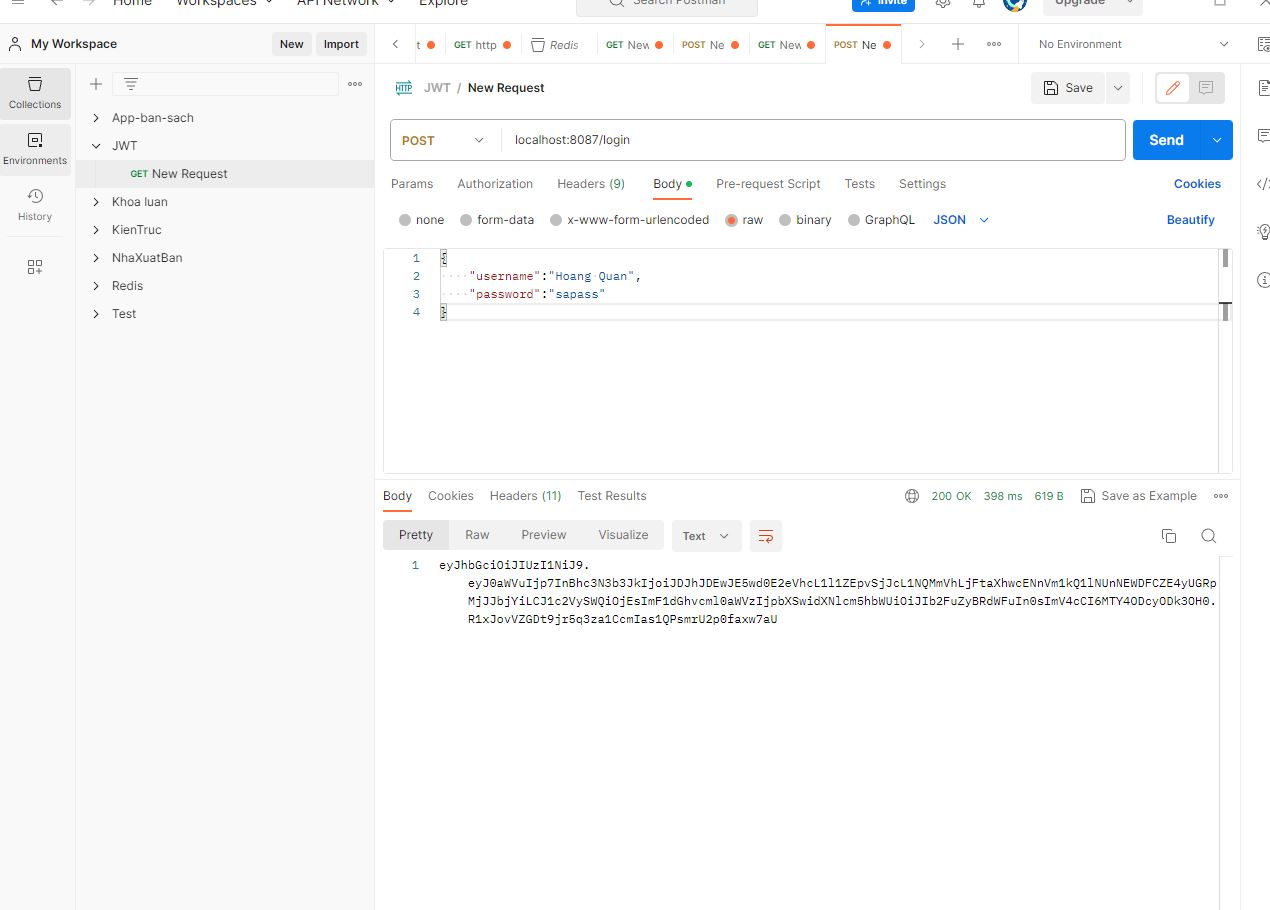 Home Workspaces API Network Explore Search Postman Invite Upgrade
My Workspace New Import
t GET http Redis GET New POST Ne GET New POST Ne No Environment
Collections
Environments
History
App-ban-sach
JWT
GET New Request
Khoa luan
KienTruc
NhaXuatBan
Redis
Test
HTTP JWT / New Request Save
POST localhost:8087/login Send
Params Authorization Headers (9) Body Pre-request Script Tests Settings Cookies
none form-data x-www-form-urlencoded raw binary GraphQL JSON Beautify
1 {
2 "username":"Hoang Quan",
3 "password":"sapass"
4 }
Body Cookies Headers (11) Test Results 200 OK 398 ms 619 B Save as Example
Pretty Raw Preview Visualize Text
1 eyJhbGciOiJIUzI1NiJ9.
eyJ0aWVuIjp7InBhc3N3b3JkIjoiJDJhJDEwJE5wd0E2eVhcL1l1ZEpvSjJcL1NQMmVhLjFtaXhwcENnVm1kQ1lNUnNEWDFCZE4yUGRp
MjJJbjYiLCJ1c2VySWQiOjEsImF1dGhvcml0aWVzIjpbXSwidXNlcm5hbWUiOiJIb2FuZyBRdWFuIn0sImV4cCI6MTY4ODcyODk3OH0.
R1xJovVZGDt9jr5q3za1CcmIas1QPsmrU2p0faxw7aU